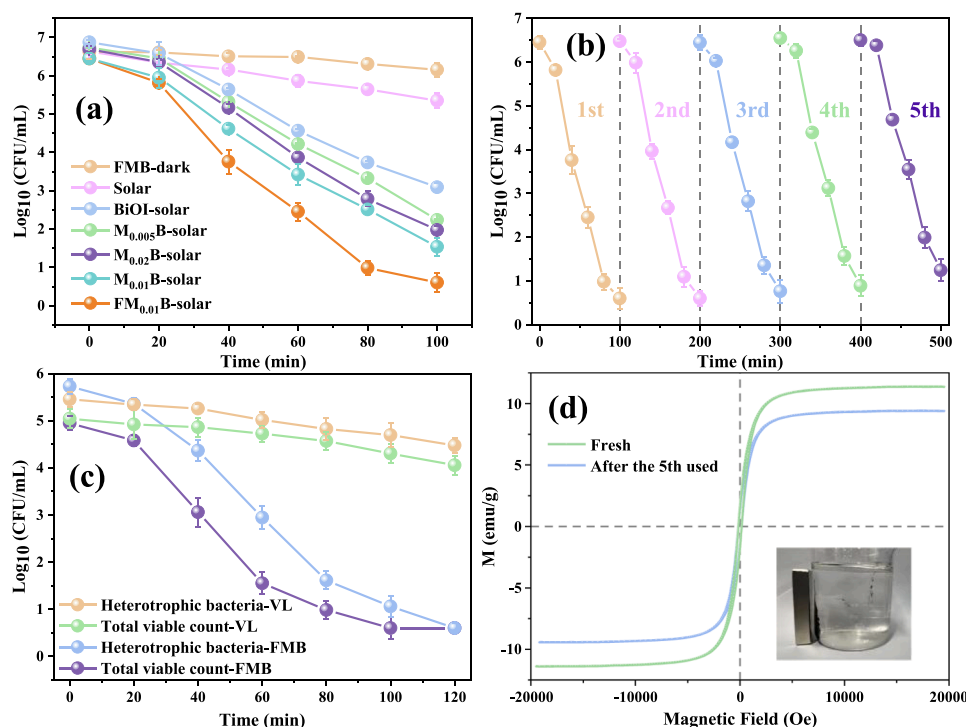 (a)
Log₁₀ (CFU/mL)
7
6
5
4
3
2
1
0
FMB-dark
Solar
BiOI-solar
M₀.₀₀₅B-solar
M₀.₀₂B-solar
M₀.₀₁B-solar
FM₀.₀₁B-solar
0 20 40 60 80 100
Time (min)
(b)
Log₁₀ (CFU/mL)
7
6
5
4
3
2
1
0
1st 2nd 3rd 4th 5th
0 100 200 300 400 500
Time (min)
(c)
Log₁₀ (CFU/mL)
6
5
4
3
2
1
0
Heterotrophic bacteria-VL
Total viable count-VL
Heterotrophic bacteria-FMB
Total viable count-FMB
0 20 40 60 80 100 120
Time (min)
(d)
M (emu/g)
10
5
0
-5
-10
Fresh
After the 5th used
-20000 -10000 0 10000 20000
Magnetic Field (Oe)